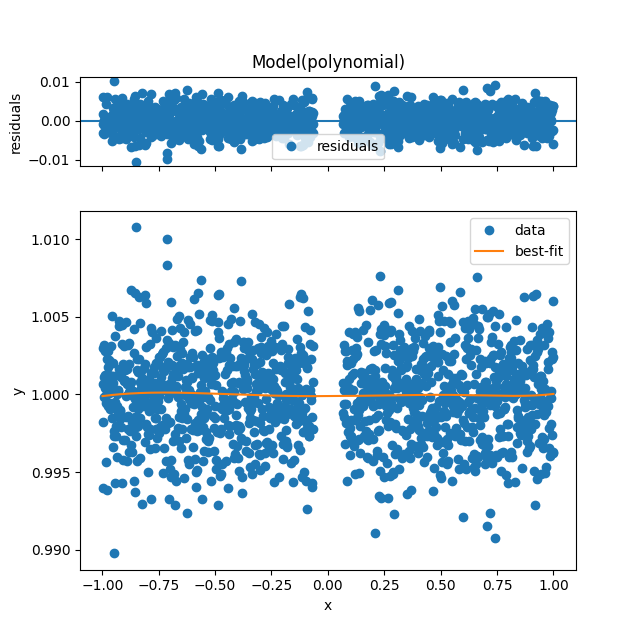 Model(polynomial)
0.01
0.00
−0.01
residuals
residuals
1.010
1.005
1.000
0.995
0.990
y
data
best-fit
−1.00 −0.75 −0.50 −0.25 0.00 0.25 0.50 0.75 1.00
x